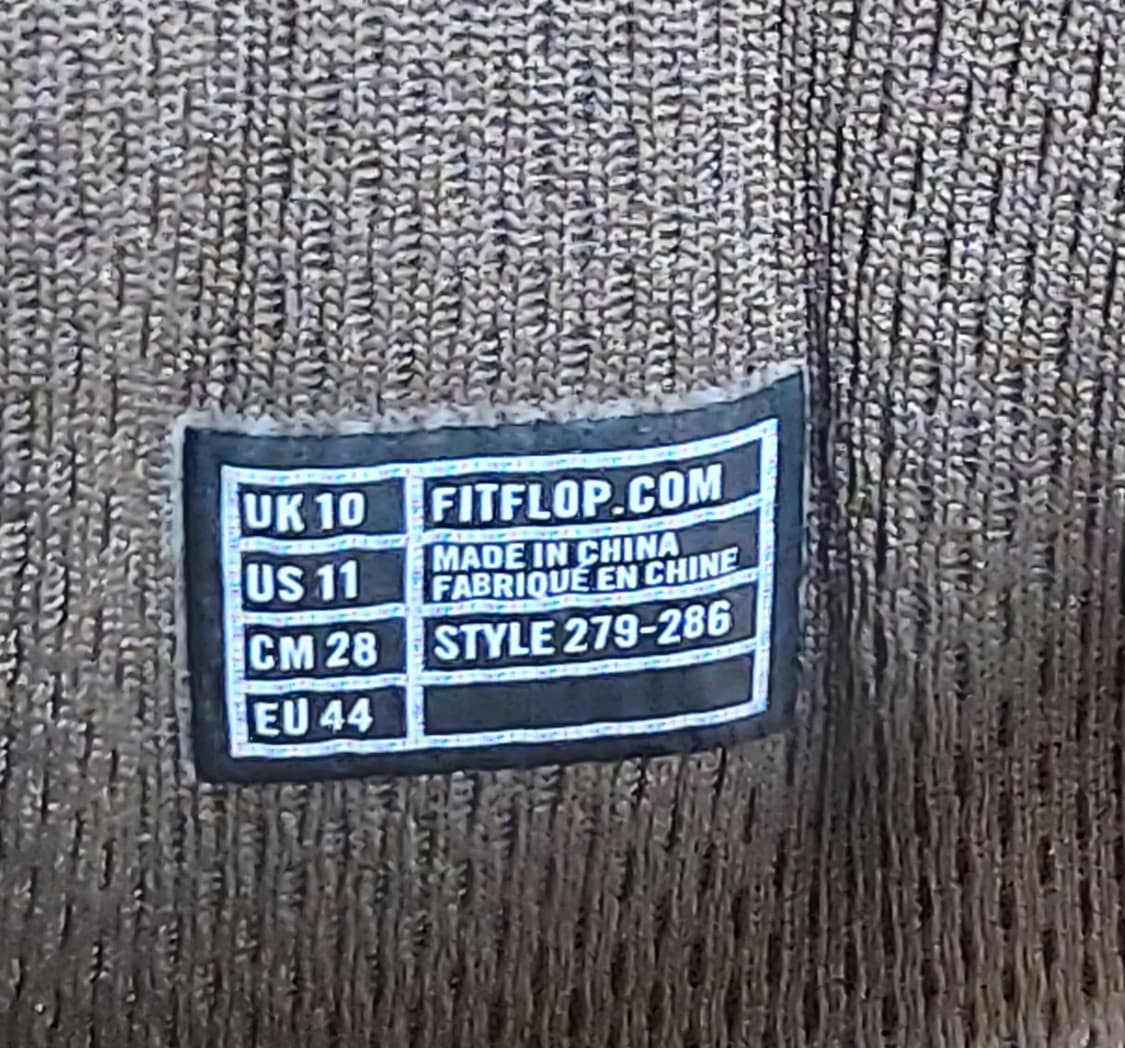 UK 10
US 11
CM 28
EU 44
FITFLOP.COM
MADE IN CHINA
FABRIQUÉ EN CHINE
STYLE 279-286